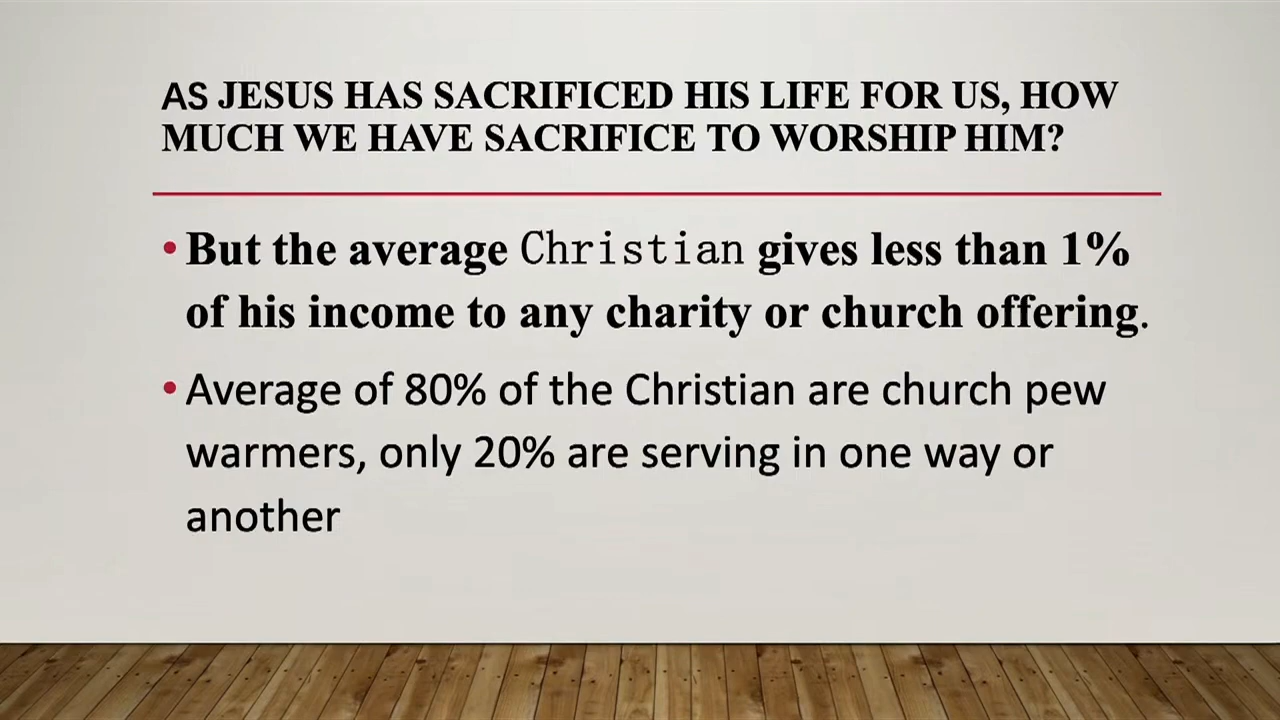 AS JESUS HAS SACRIFICED HIS LIFE FOR US, HOW
MUCH WE HAVE SACRIFICE TO WORSHIP HIM?
• But the average Christian gives less than 1%
of his income to any charity or church offering.
• Average of 80% of the Christian are church pew
warmers, only 20% are serving in one way or
another